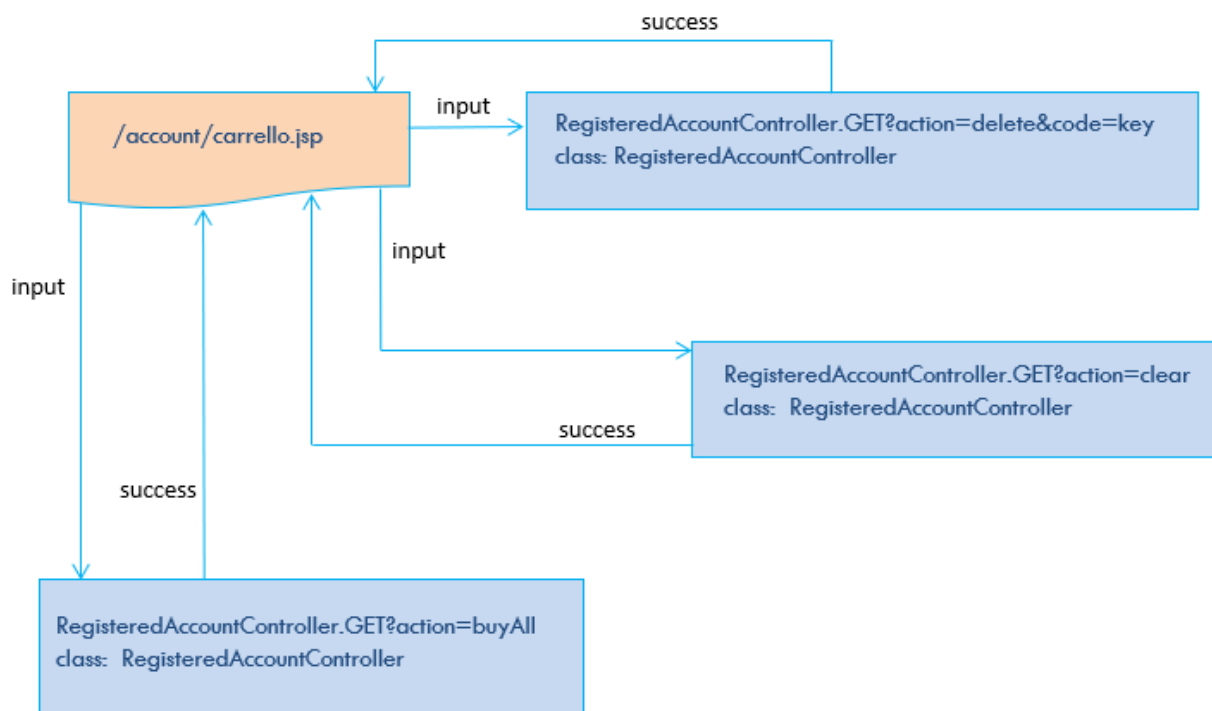 success
input
/account/carrello.jsp
RegisteredAccountController.GET?action=delete&code=key
class: RegisteredAccountController
input
input
RegisteredAccountController.GET?action=clear
class:  RegisteredAccountController
success
success
RegisteredAccountController.GET?action=buyAll
class:  RegisteredAccountController